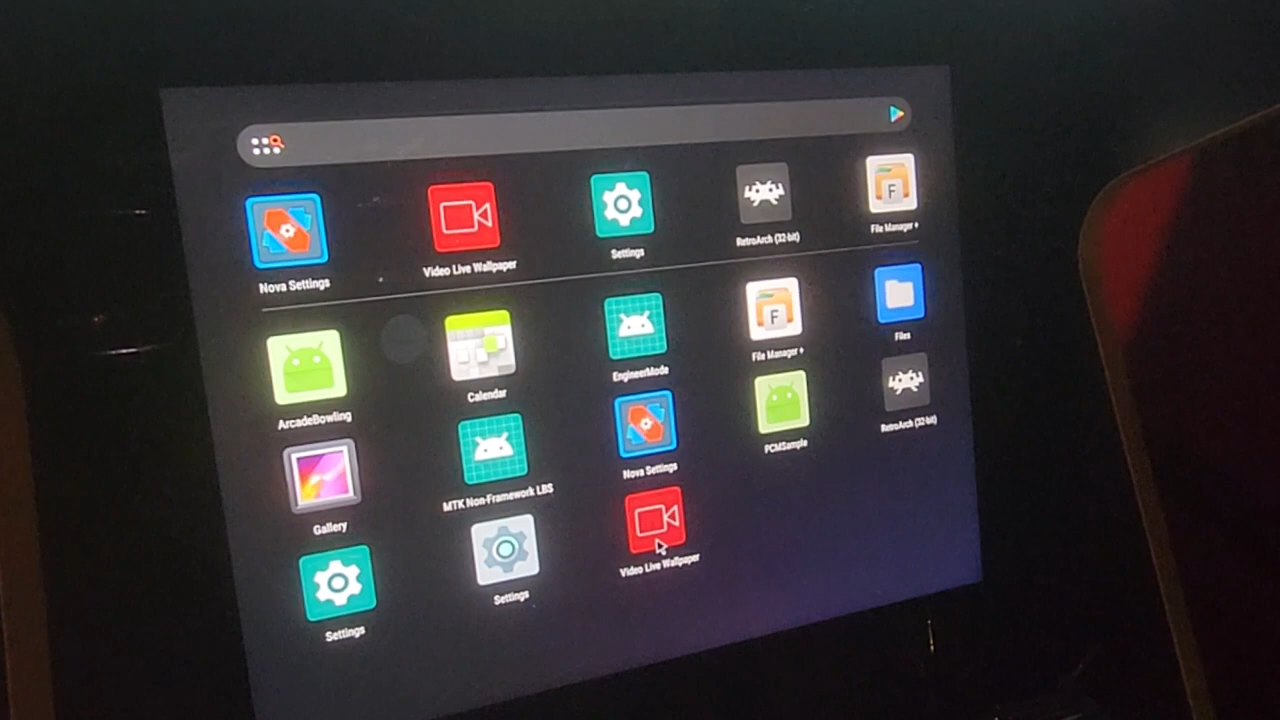 Nova Settings
Video Live Wallpaper
Settings
RetroArch (32-bit)
File Manager +
ArcadeBowling
Calendar
EngineerMode
File Manager +
Files
Gallery
MTK Non-Framework LBS
Nova Settings
PCMSample
RetroArch (32-bit)
Settings
Settings
Video Live Wallpaper